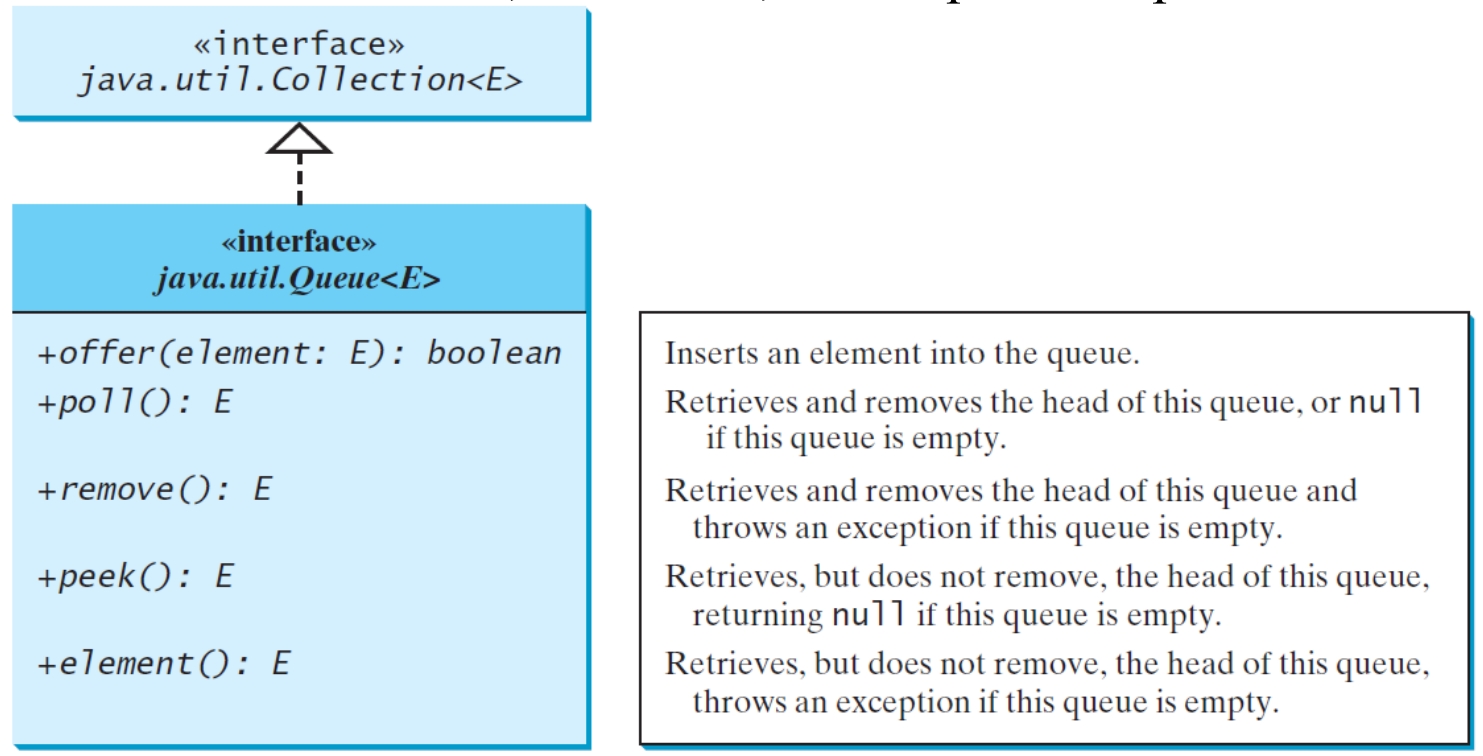 «interface»
java.util.Collection<E>
«interface»
java.util.Queue<E>
+offer(element: E): boolean
Inserts an element into the queue.
+poll(): E
Retrieves and removes the head of this queue, or null
if this queue is empty.
+remove(): E
Retrieves and removes the head of this queue and
throws an exception if this queue is empty.
+peek(): E
Retrieves, but does not remove, the head of this queue,
returning null if this queue is empty.
+element(): E
Retrieves, but does not remove, the head of this queue,
throws an exception if this queue is empty.